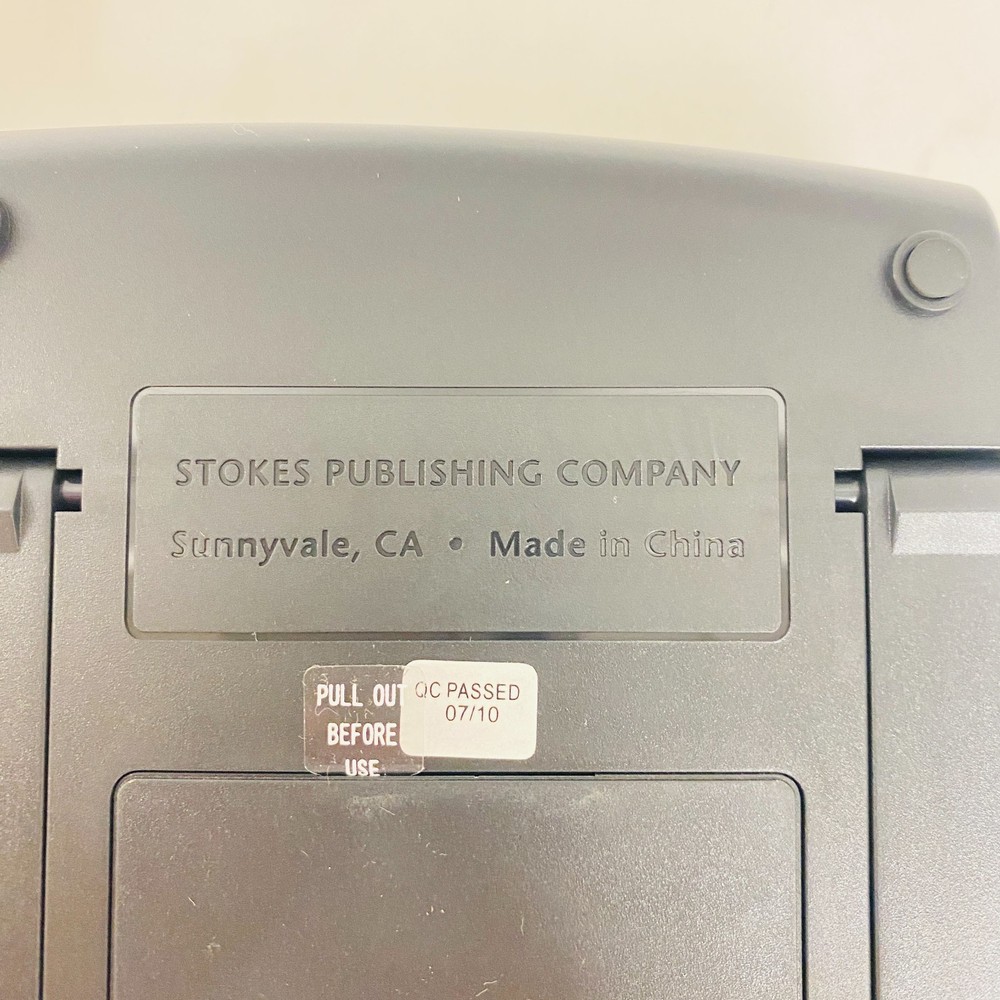 STOKES PUBLISHING COMPANY
Sunnyvale, CA • Made in China
PULL OUT
BEFORE
USE
QC PASSED
07/10